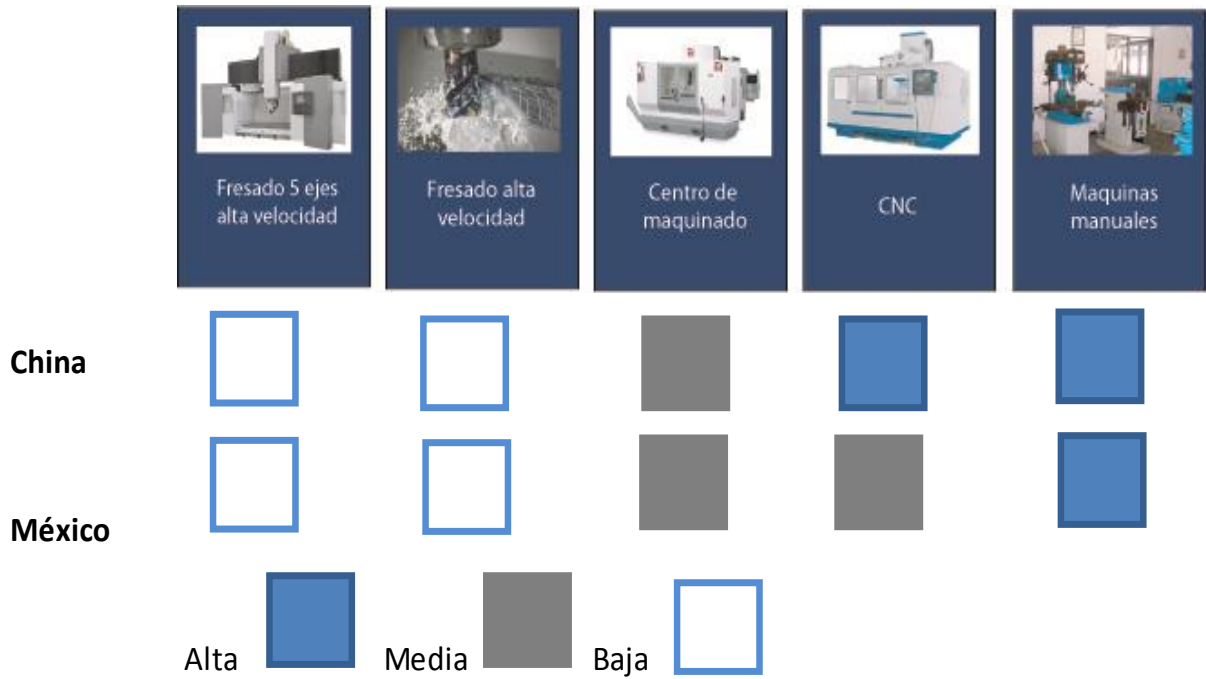 Fresado 5 ejes
alta velocidad
Fresado alta
velocidad
Centro de
maquinado
CNC
Maquinas
manuales
China
México
Alta
Media
Baja